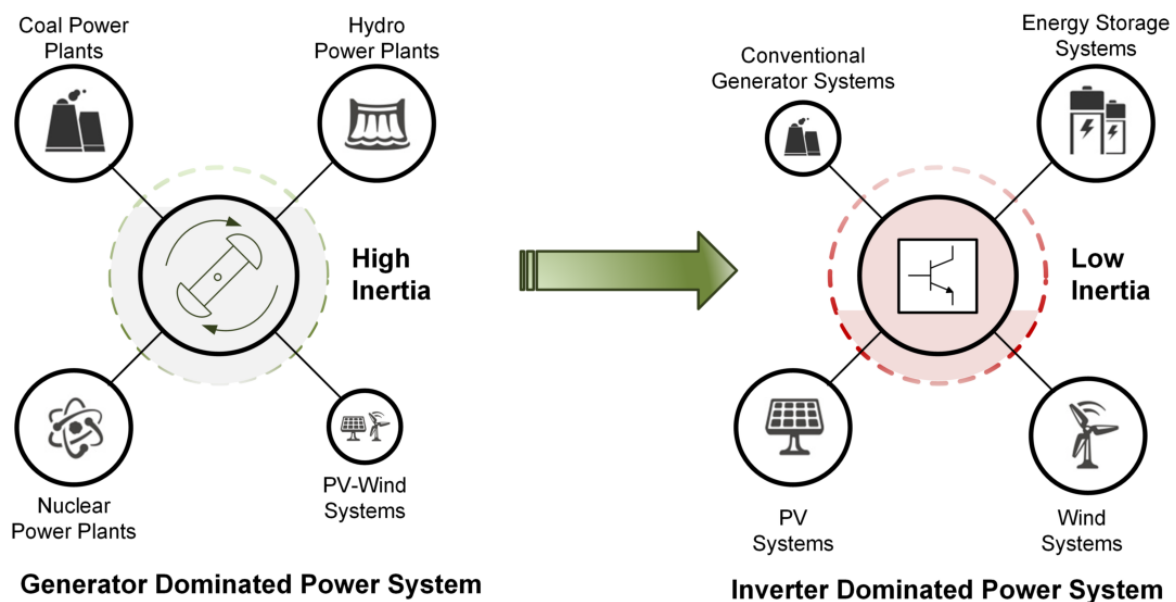 Coal Power
Plants
Hydro
Power Plants
High
Inertia
Nuclear
Power Plants
PV-Wind
Systems
Generator Dominated Power System
Conventional
Generator Systems
Energy Storage
Systems
Low
Inertia
PV
Systems
Wind
Systems
Inverter Dominated Power System